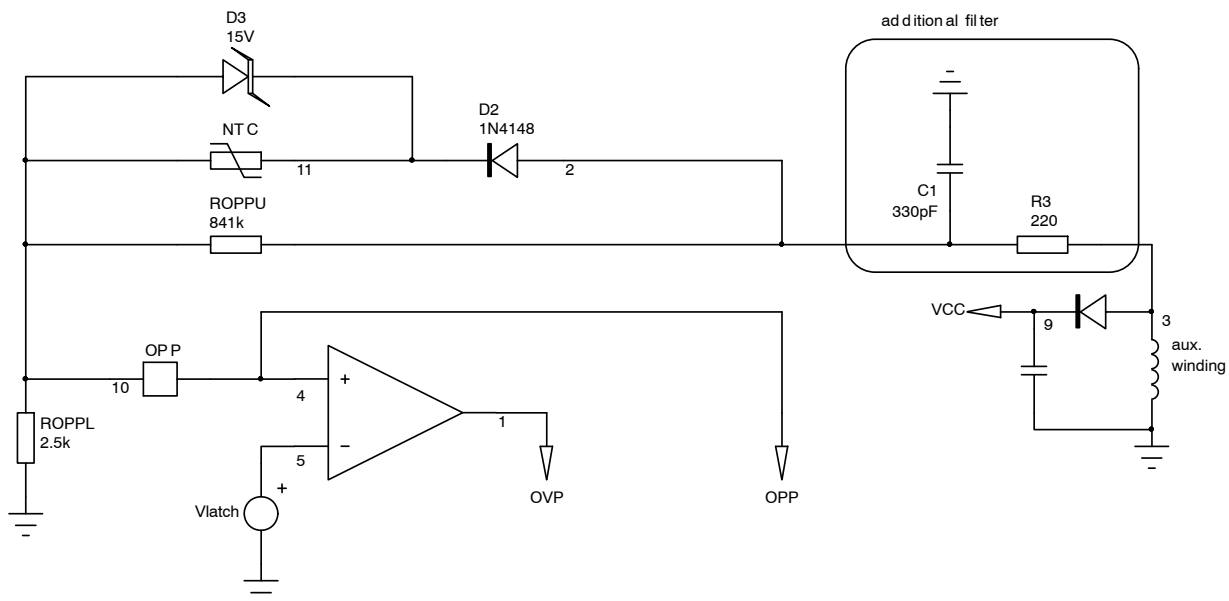 additional filter
D3
15V
D2
1N4148
NTC
11
2
C1
330pF
R3
220
ROPPU
841k
VCC
9
3
aux.
winding
OPP
10
4
+
ROPPL
2.5k
1
5
−
+
Vlatch
OVP
OPP